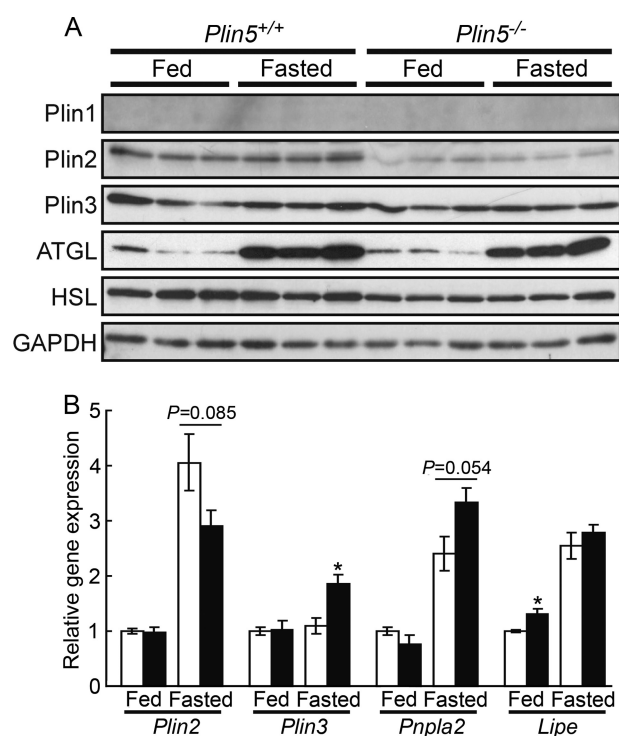 A
Plin5+/+ Plin5-/-
Fed Fasted Fed Fasted
Plin1
Plin2
Plin3
ATGL
HSL
GAPDH
B
Relative gene expression
5
4
3
2
1
0
P=0.085
*
P=0.054
*
Fed Fasted Fed Fasted Fed Fasted Fed Fasted
Plin2 Plin3 Pnpla2 Lipe